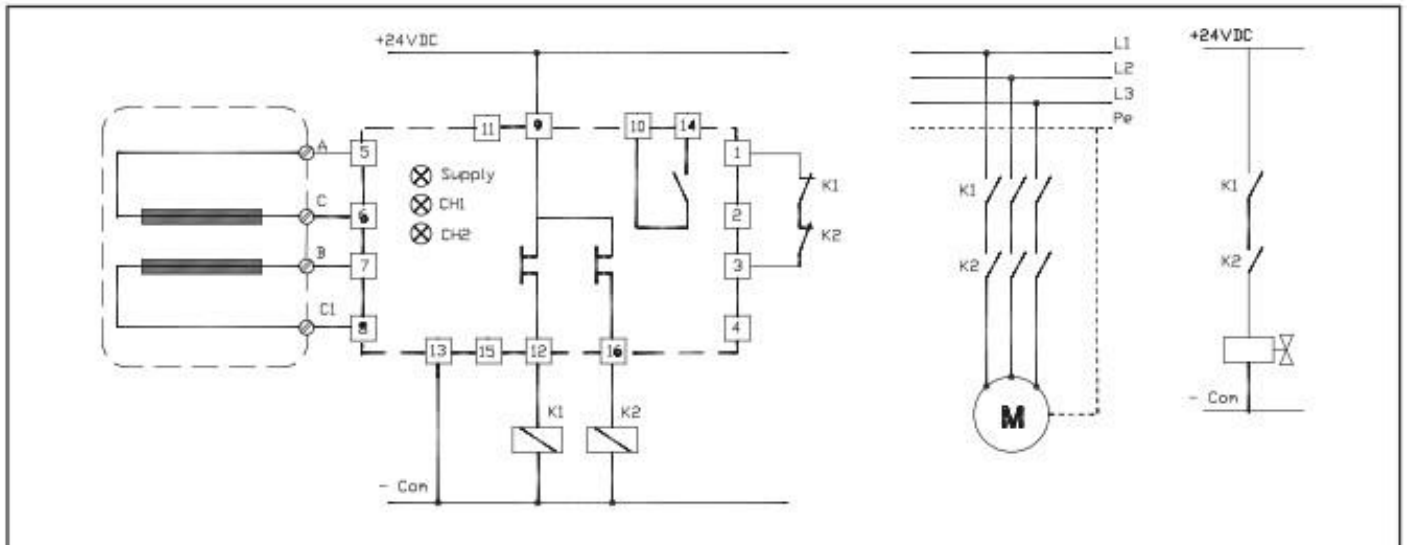 +24VDC
L1
+24VDC
L2
L3
Pe
11
9
10
14
A
5
1
Supply
K1
K1
K1
C
6
CH1
2
CH2
K2
B
7
3
K2
K2
C1
8
4
13
15
12
16
K1
K2
- Com
M
- Com